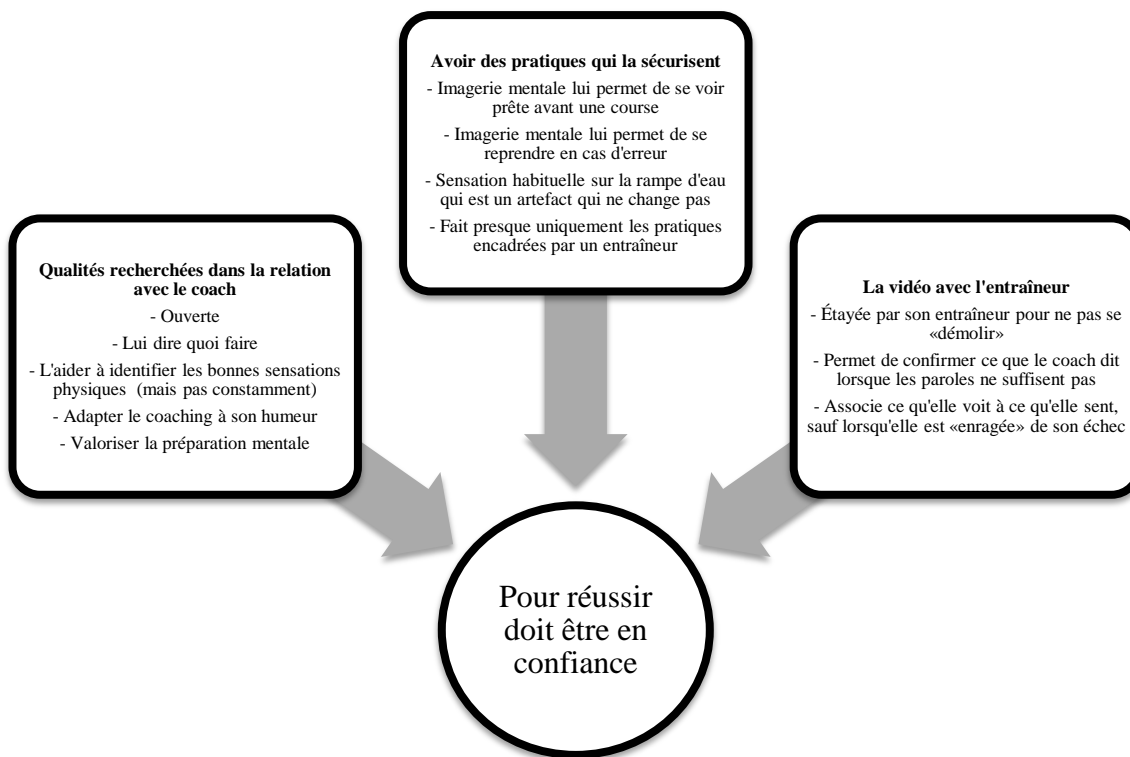 Avoir des pratiques qui la sécurisent
- Imagerie mentale lui permet de se voir
prête avant une course
- Imagerie mentale lui permet de se
reprendre en cas d'erreur
- Sensation habituelle sur la rampe d'eau
qui est un artefact qui ne change pas
- Fait presque uniquement les pratiques
encadrées par un entraîneur
Qualités recherchées dans la relation
avec le coach
- Ouverte
- Lui dire quoi faire
- L'aider à identifier les bonnes sensations
physiques (mais pas constamment)
- Adapter le coaching à son humeur
- Valoriser la préparation mentale
La vidéo avec l'entraîneur
- Étayée par son entraîneur pour ne pas se
«démolir»
- Permet de confirmer ce que le coach dit
lorsque les paroles ne suffisent pas
- Associe ce qu'elle voit à ce qu'elle sent,
sauf lorsqu'elle est «enragée» de son échec
Pour réussir
doit être en
confiance